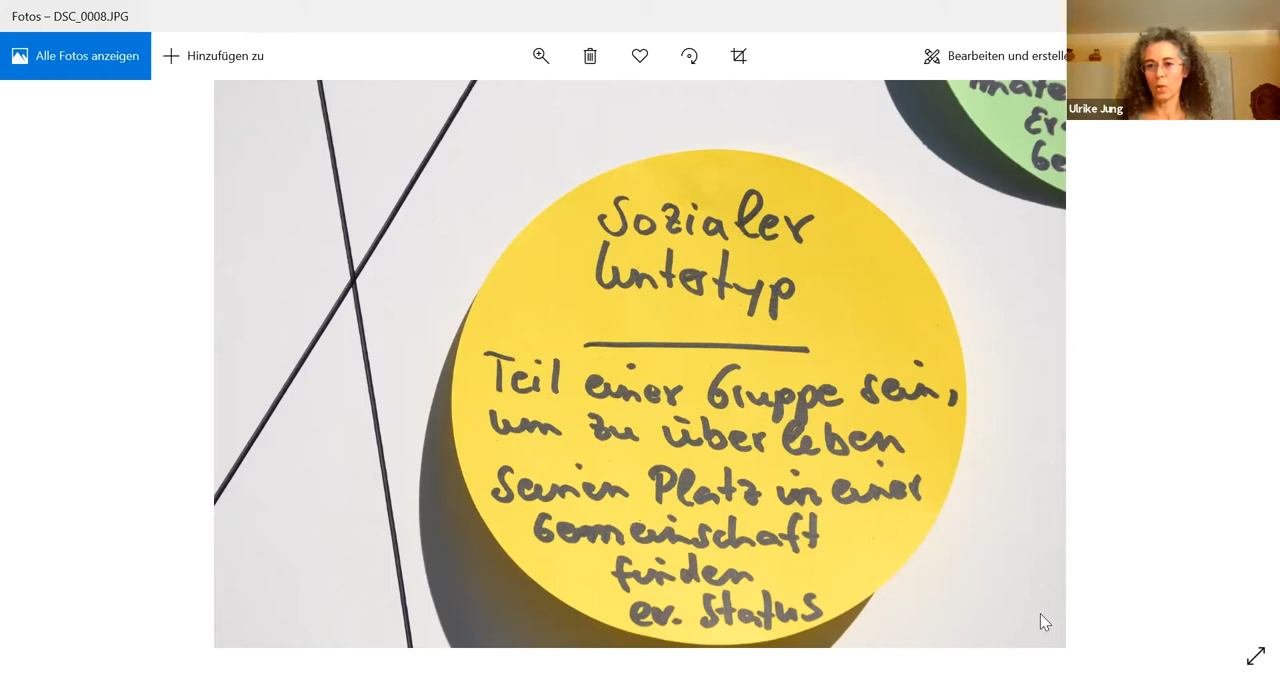 Fotos – DSC_0008.JPG
Alle Fotos anzeigen
Hinzufügen zu
Bearbeiten und erstelle
Ulrike Jung
Sozialer
Untertyp
Teil einer Gruppe sein,
um zu überleben
Seinen Platz in einer
Gemeinschaft
finden
ev. Status